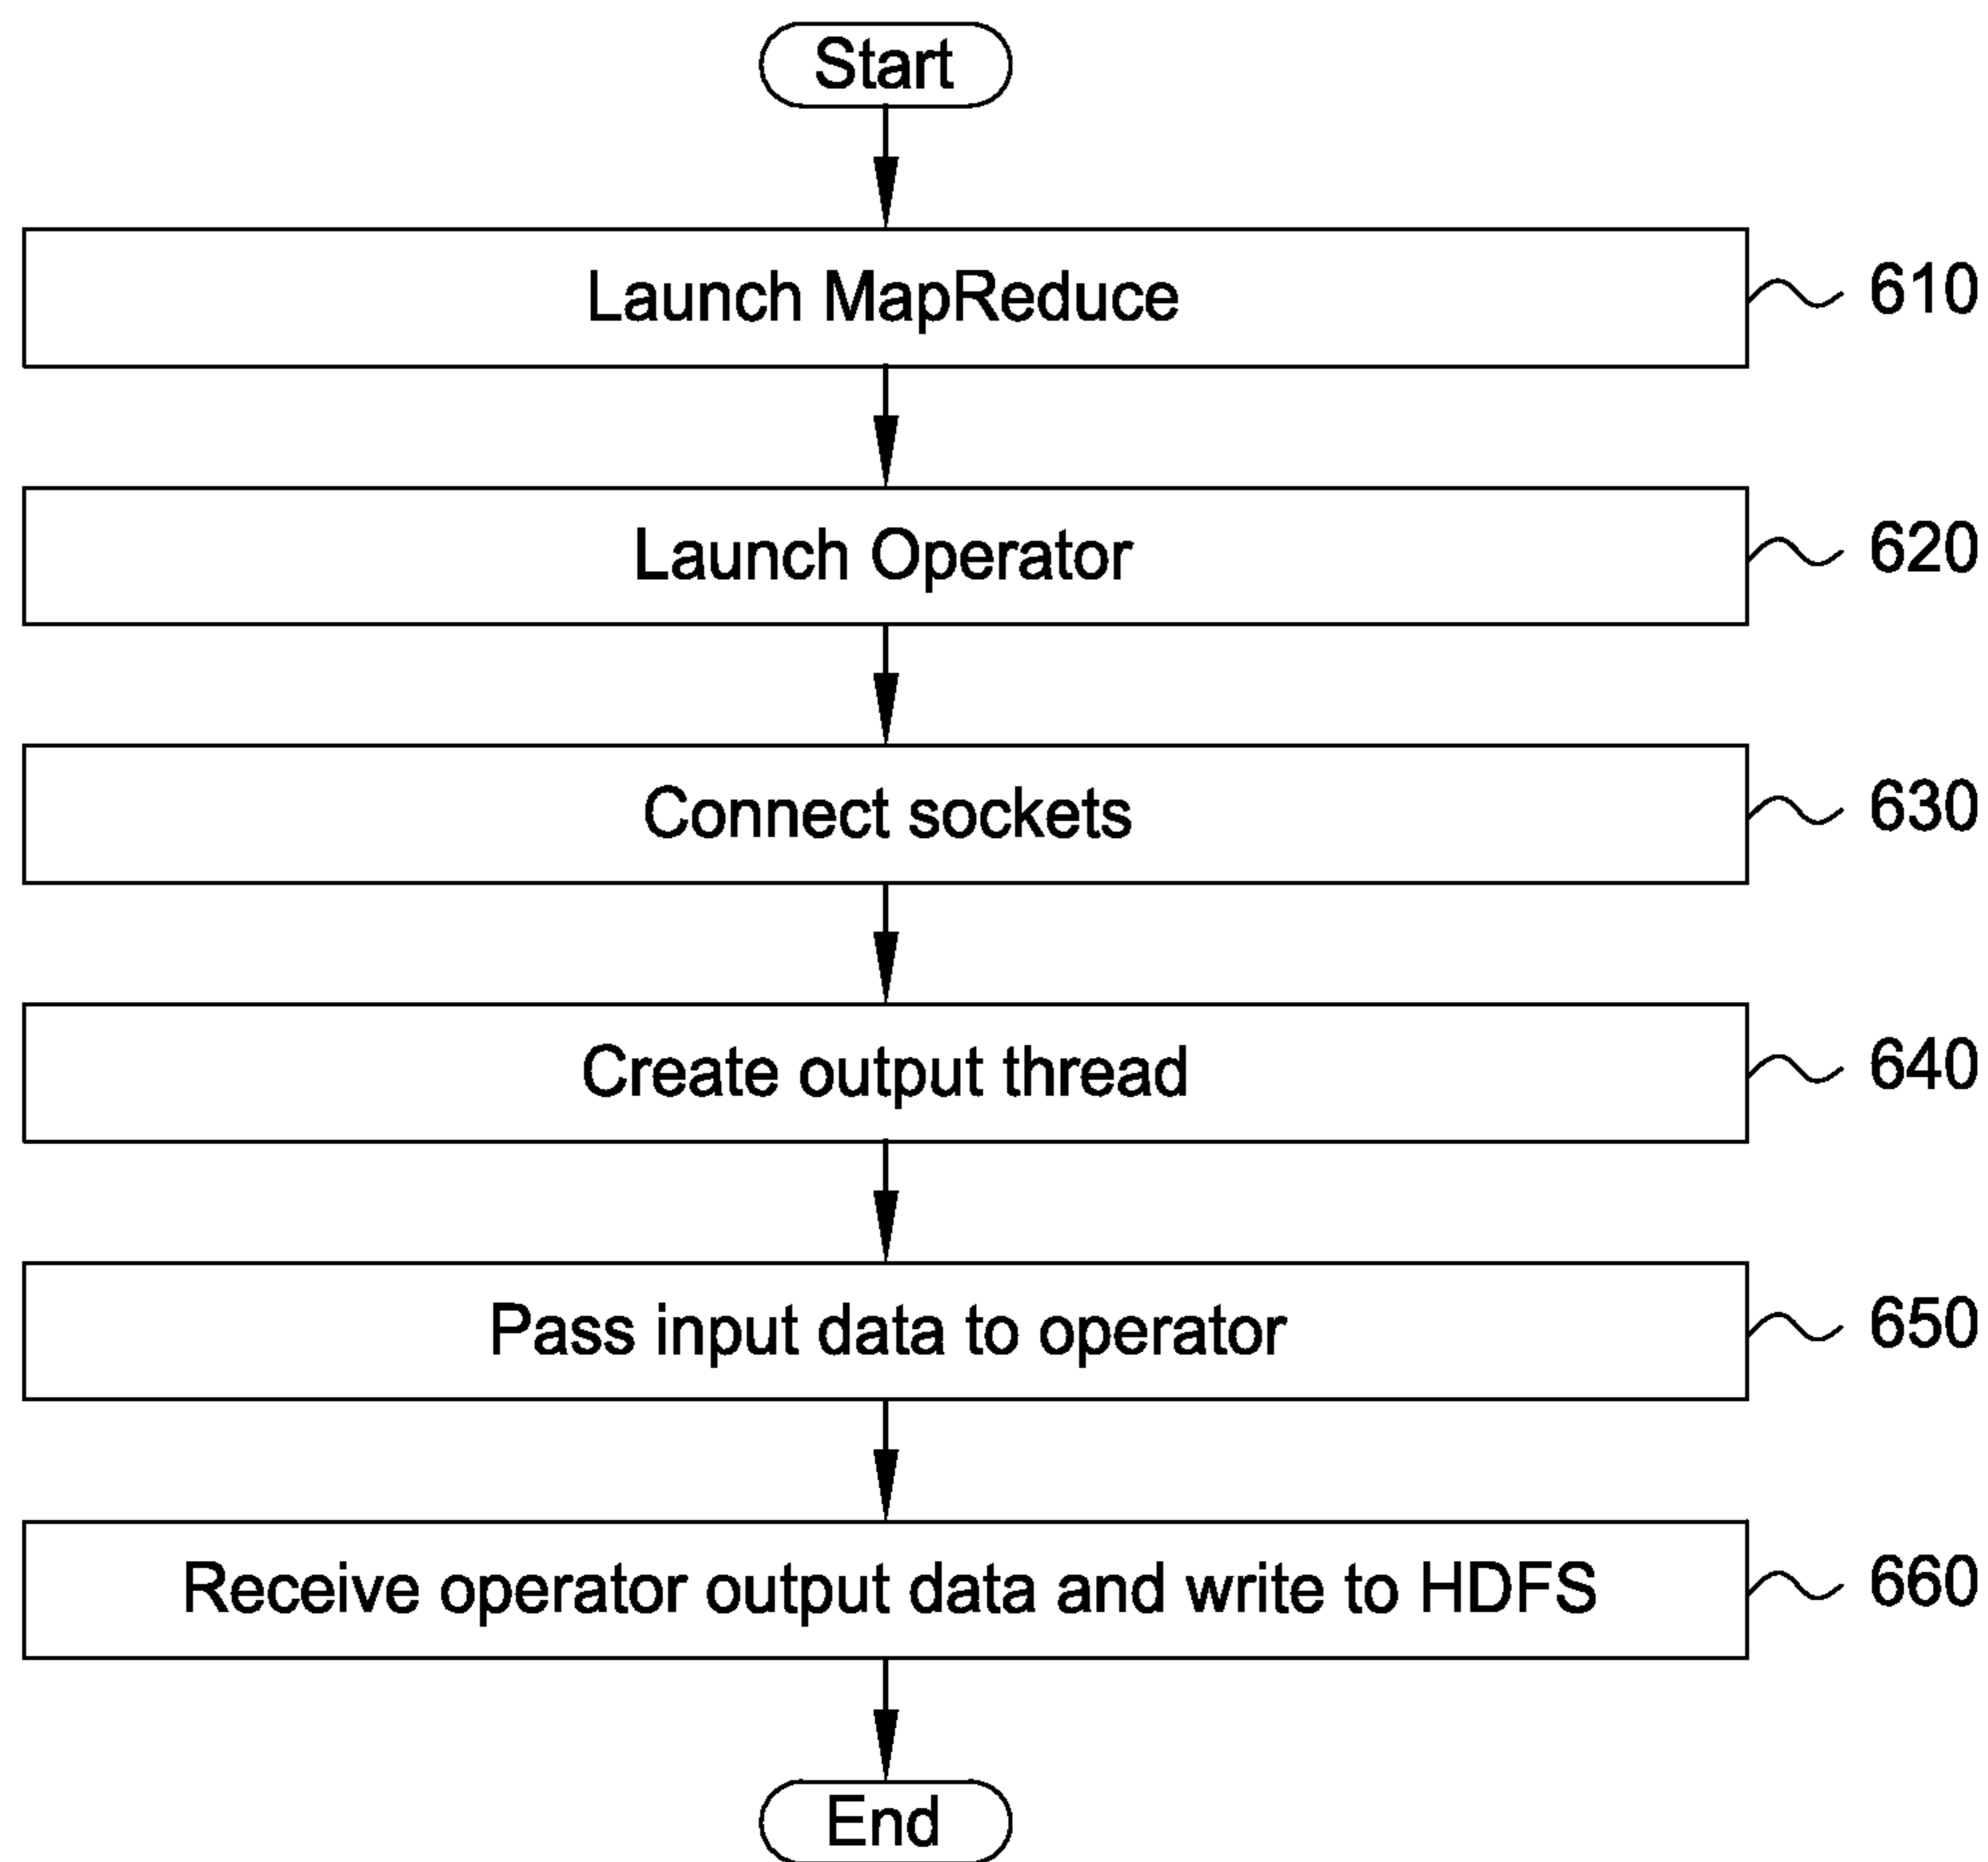 Start
Launch MapReduce 610
Launch Operator 620
Connect sockets 630
Create output thread 640
Pass input data to operator 650
Receive operator output data and write to HDFS 660
End